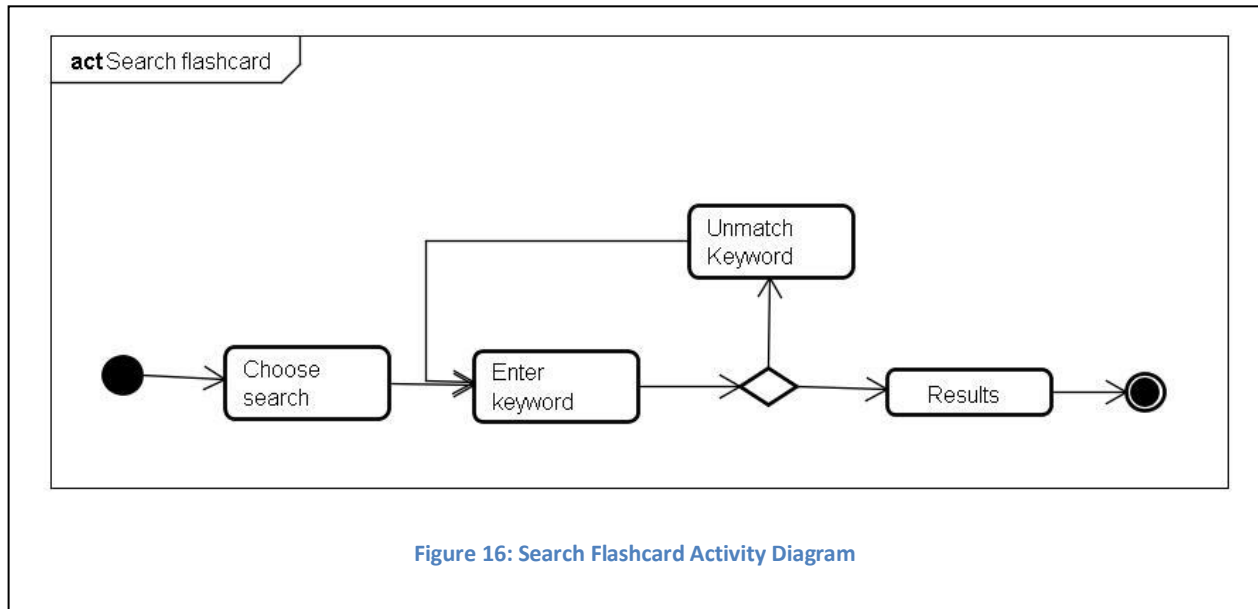 act Search flashcard
Unmatch
Keyword
Choose
search
Enter
keyword
Results
Figure 16: Search Flashcard Activity Diagram